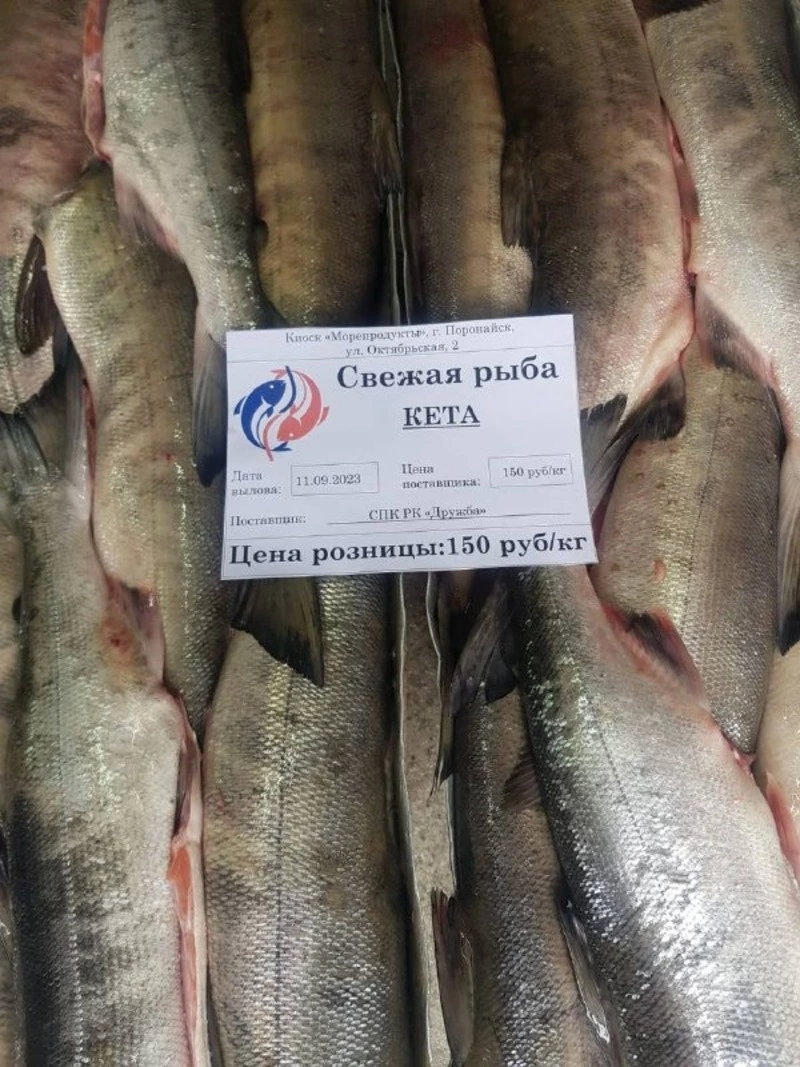 Киоск «Морепродукты», г. Поронайск,
ул. Октябрьская, 2
Свежая рыба
КЕТА
Дата вылова: 11.09.2023 Цена поставщика: 150 руб/кг
Поставщик: СПК РК «Дружба»
Цена розницы:150 руб/кг